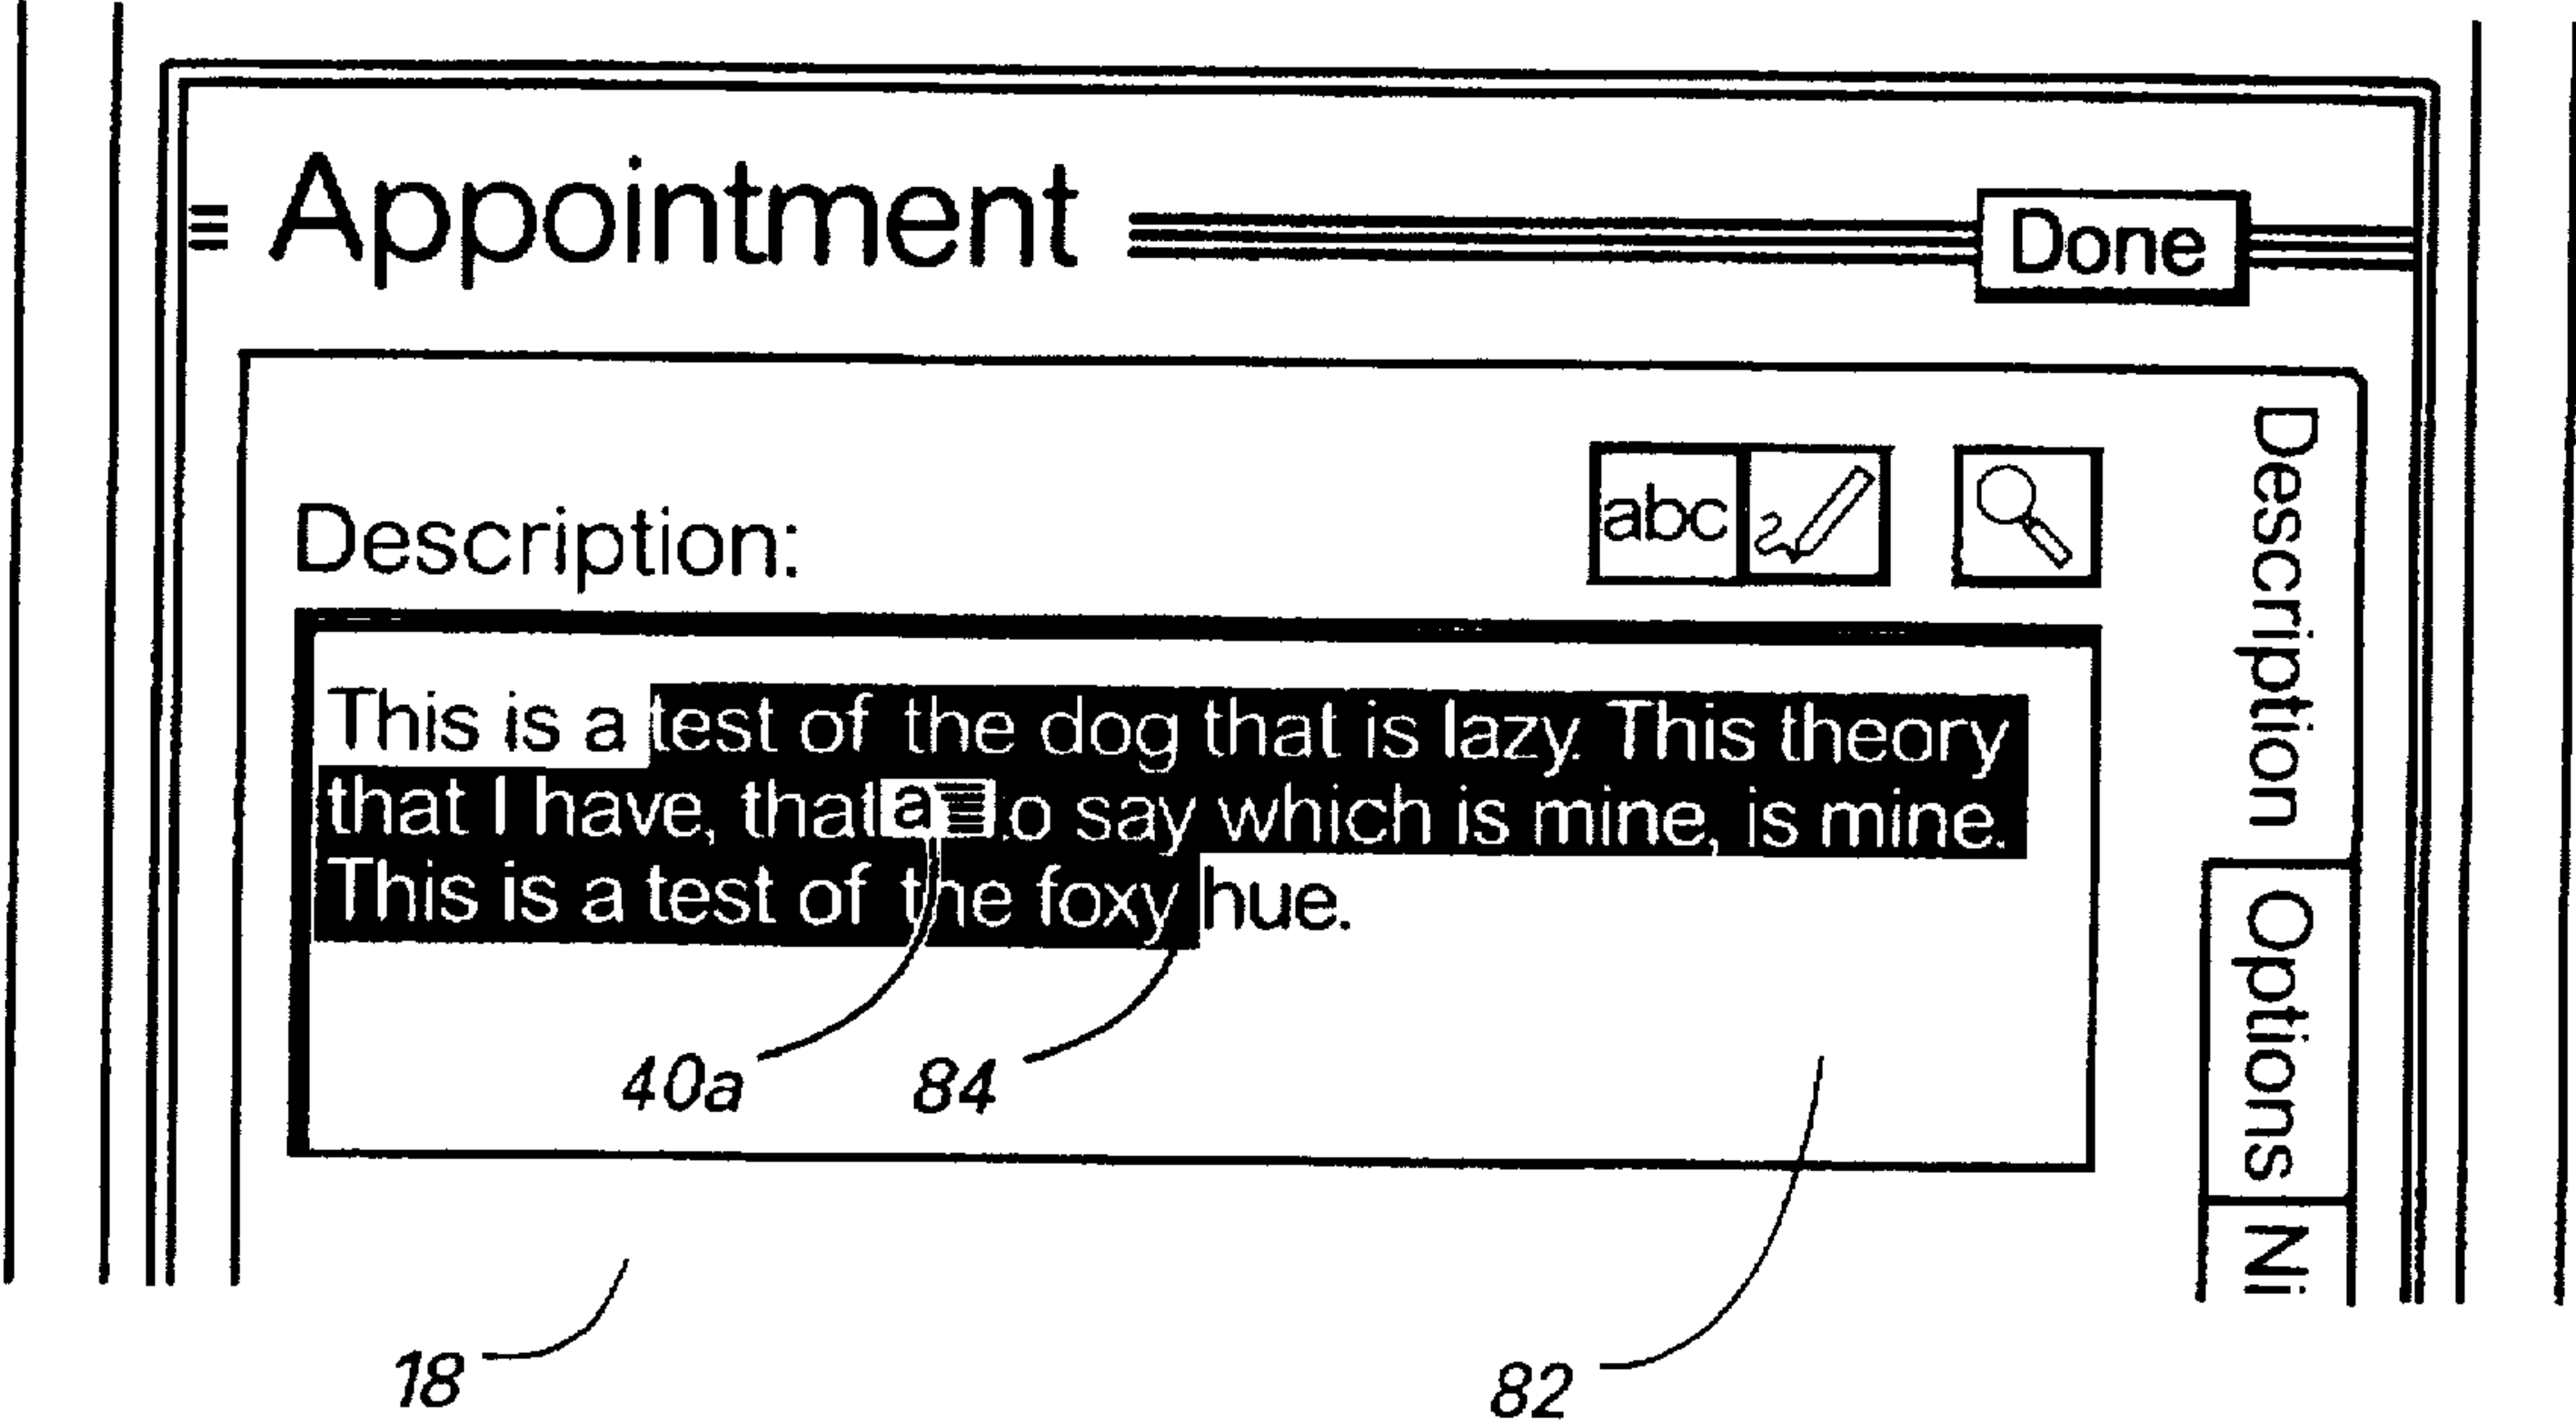 Appointment Done
Description:
abc
This is a test of the dog that is lazy. This theory
that I have, that a o say which is mine, is mine.
This is a test of the foxy hue.
40a 84
18 82
Description
Options
Ni